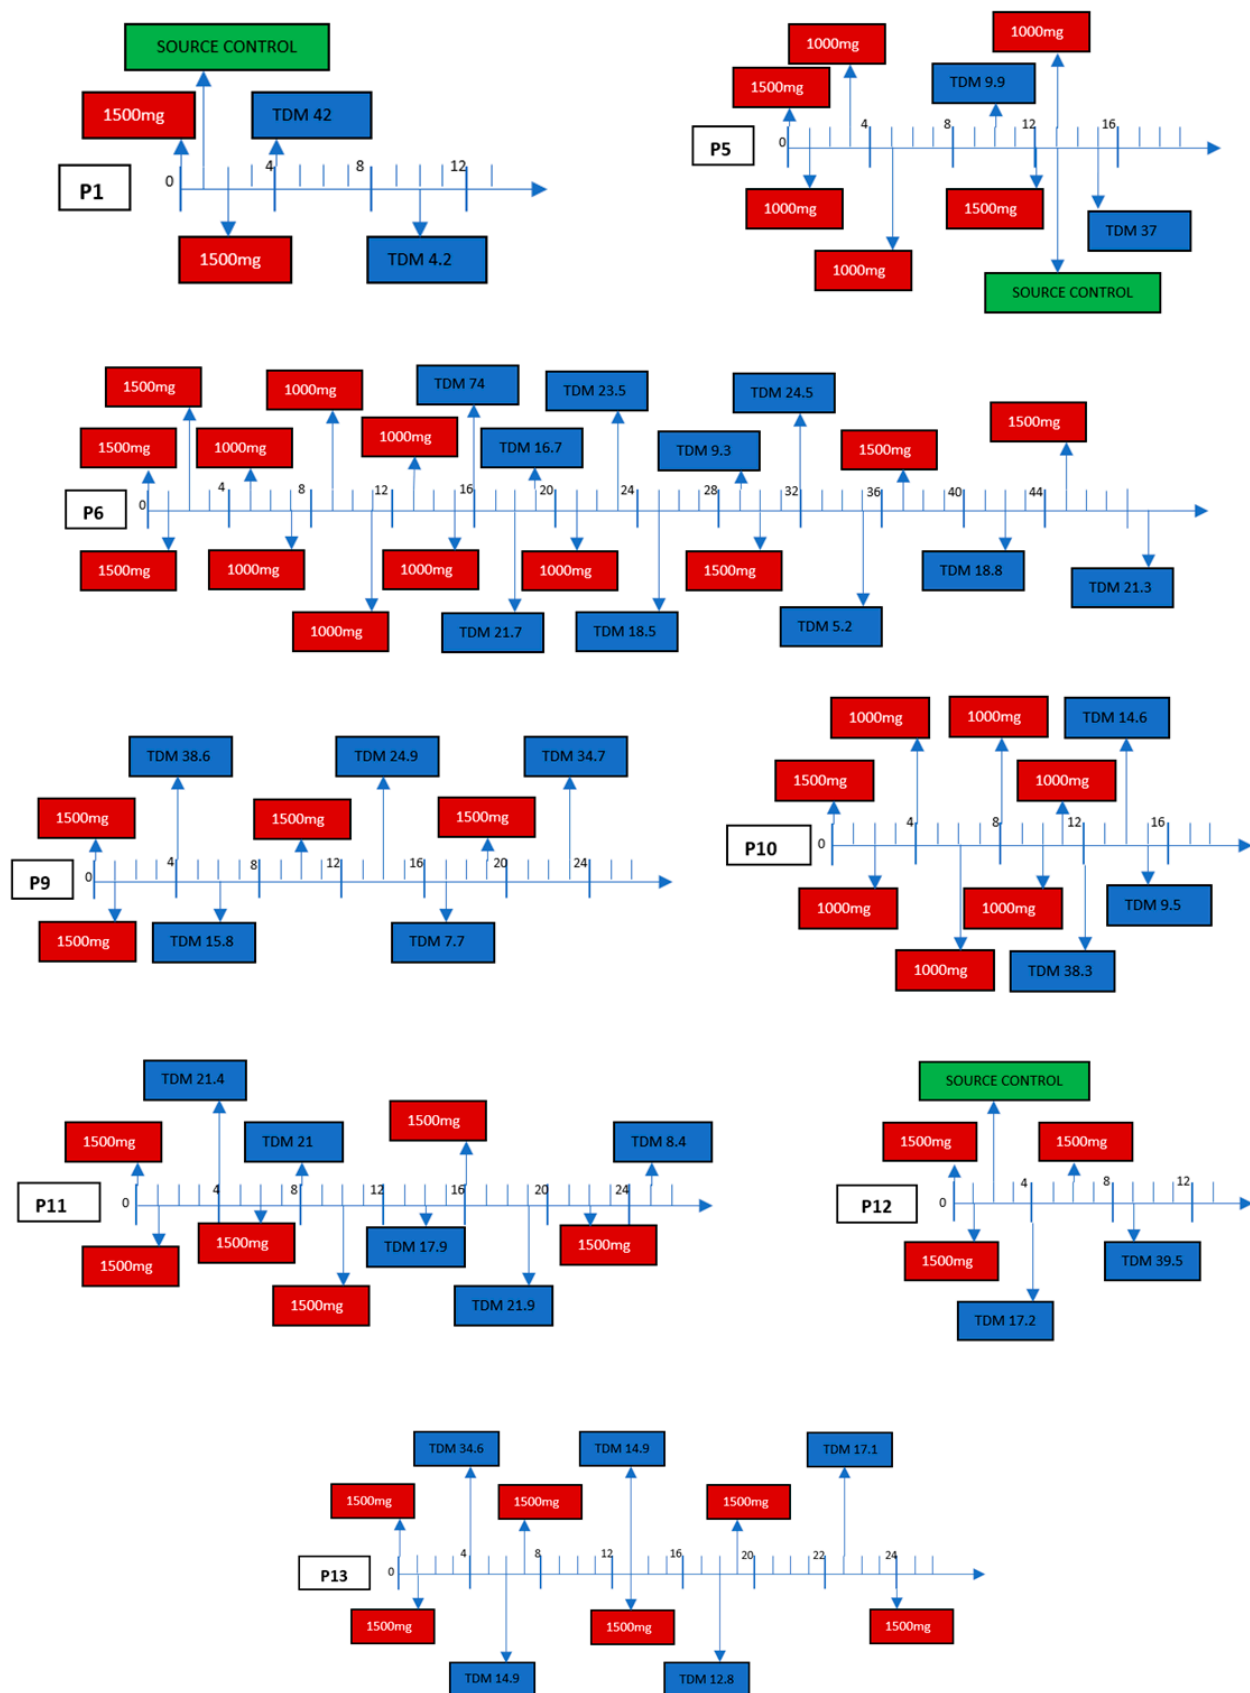 SOURCE CONTROL
1500mg
TDM 42
P1
0
4
8
12
1500mg
TDM 4.2
1000mg
1000mg
1500mg
TDM 9.9
P5
0
4
8
12
16
1000mg
1500mg
TDM 37
1000mg
SOURCE CONTROL
1500mg
1000mg
TDM 74
TDM 23.5
TDM 24.5
1500mg
1500mg
1000mg
1000mg
TDM 16.7
TDM 9.3
1500mg
P6
0
4
8
12
16
20
24
28
32
36
40
44
1500mg
1000mg
1000mg
1000mg
1500mg
TDM 18.8
TDM 21.3
1000mg
TDM 21.7
TDM 18.5
TDM 5.2
TDM 38.6
TDM 24.9
TDM 34.7
1500mg
1500mg
1500mg
P9
0
4
8
12
16
20
24
1500mg
TDM 15.8
TDM 7.7
1000mg
1000mg
TDM 14.6
1500mg
1000mg
P10
0
4
8
12
16
1000mg
1000mg
TDM 9.5
1000mg
TDM 38.3
TDM 21.4
1500mg
1500mg
TDM 21
TDM 8.4
P11
0
4
8
12
16
20
24
1500mg
1500mg
TDM 17.9
1500mg
1500mg
TDM 21.9
SOURCE CONTROL
1500mg
1500mg
P12
0
4
8
12
1500mg
TDM 39.5
TDM 17.2
TDM 34.6
TDM 14.9
TDM 17.1
1500mg
1500mg
1500mg
P13
0
4
8
12
16
20
22
24
1500mg
1500mg
1500mg
TDM 14.9
TDM 12.8